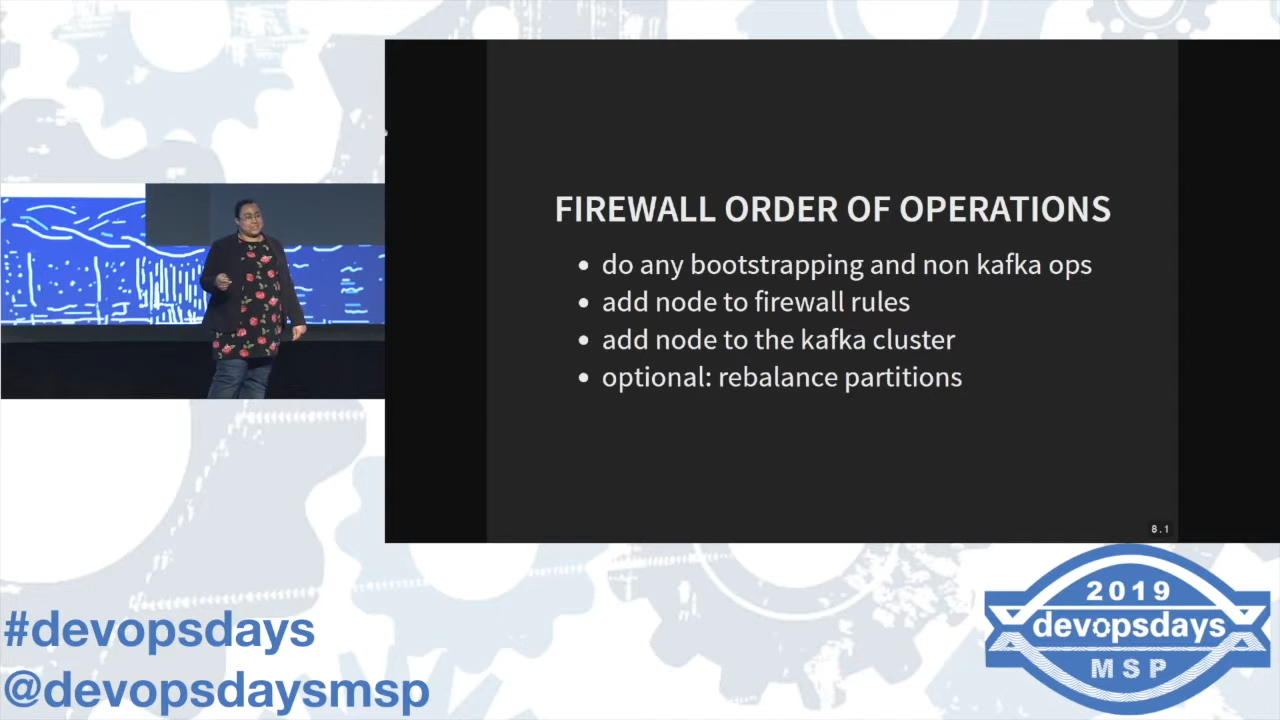 FIREWALL ORDER OF OPERATIONS
• do any bootstrapping and non kafka ops
• add node to firewall rules
• add node to the kafka cluster
• optional: rebalance partitions
8.1
#devopsdays
@devopsdaysmsp
2019
devopsdays
MSP